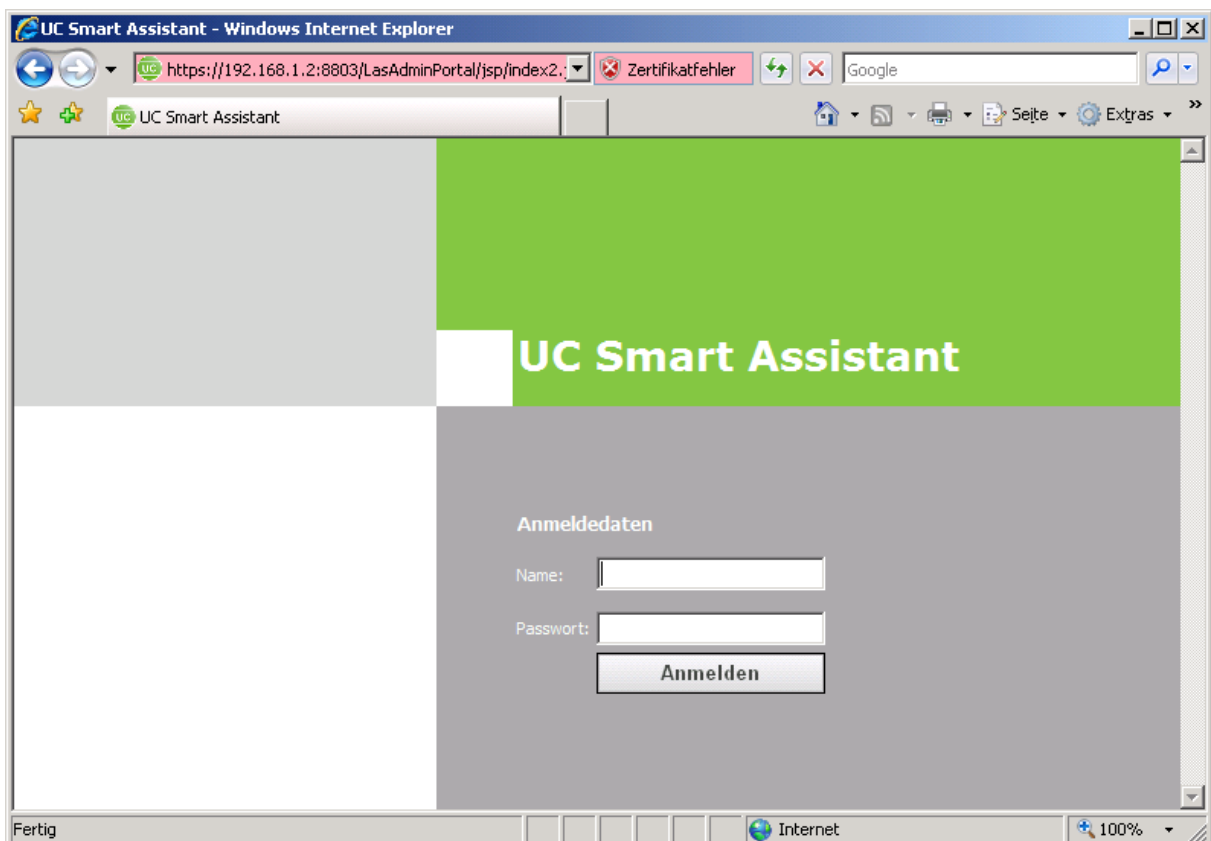 UC Smart Assistant - Windows Internet Explorer
https://192.168.1.2:8803/LasAdminPortal/jsp/index2. Zertifikatfehler Google
UC Smart Assistant Seite Extras »
UC Smart Assistant
Anmeldedaten
Name:
Passwort:
Anmelden
Fertig Internet 100%